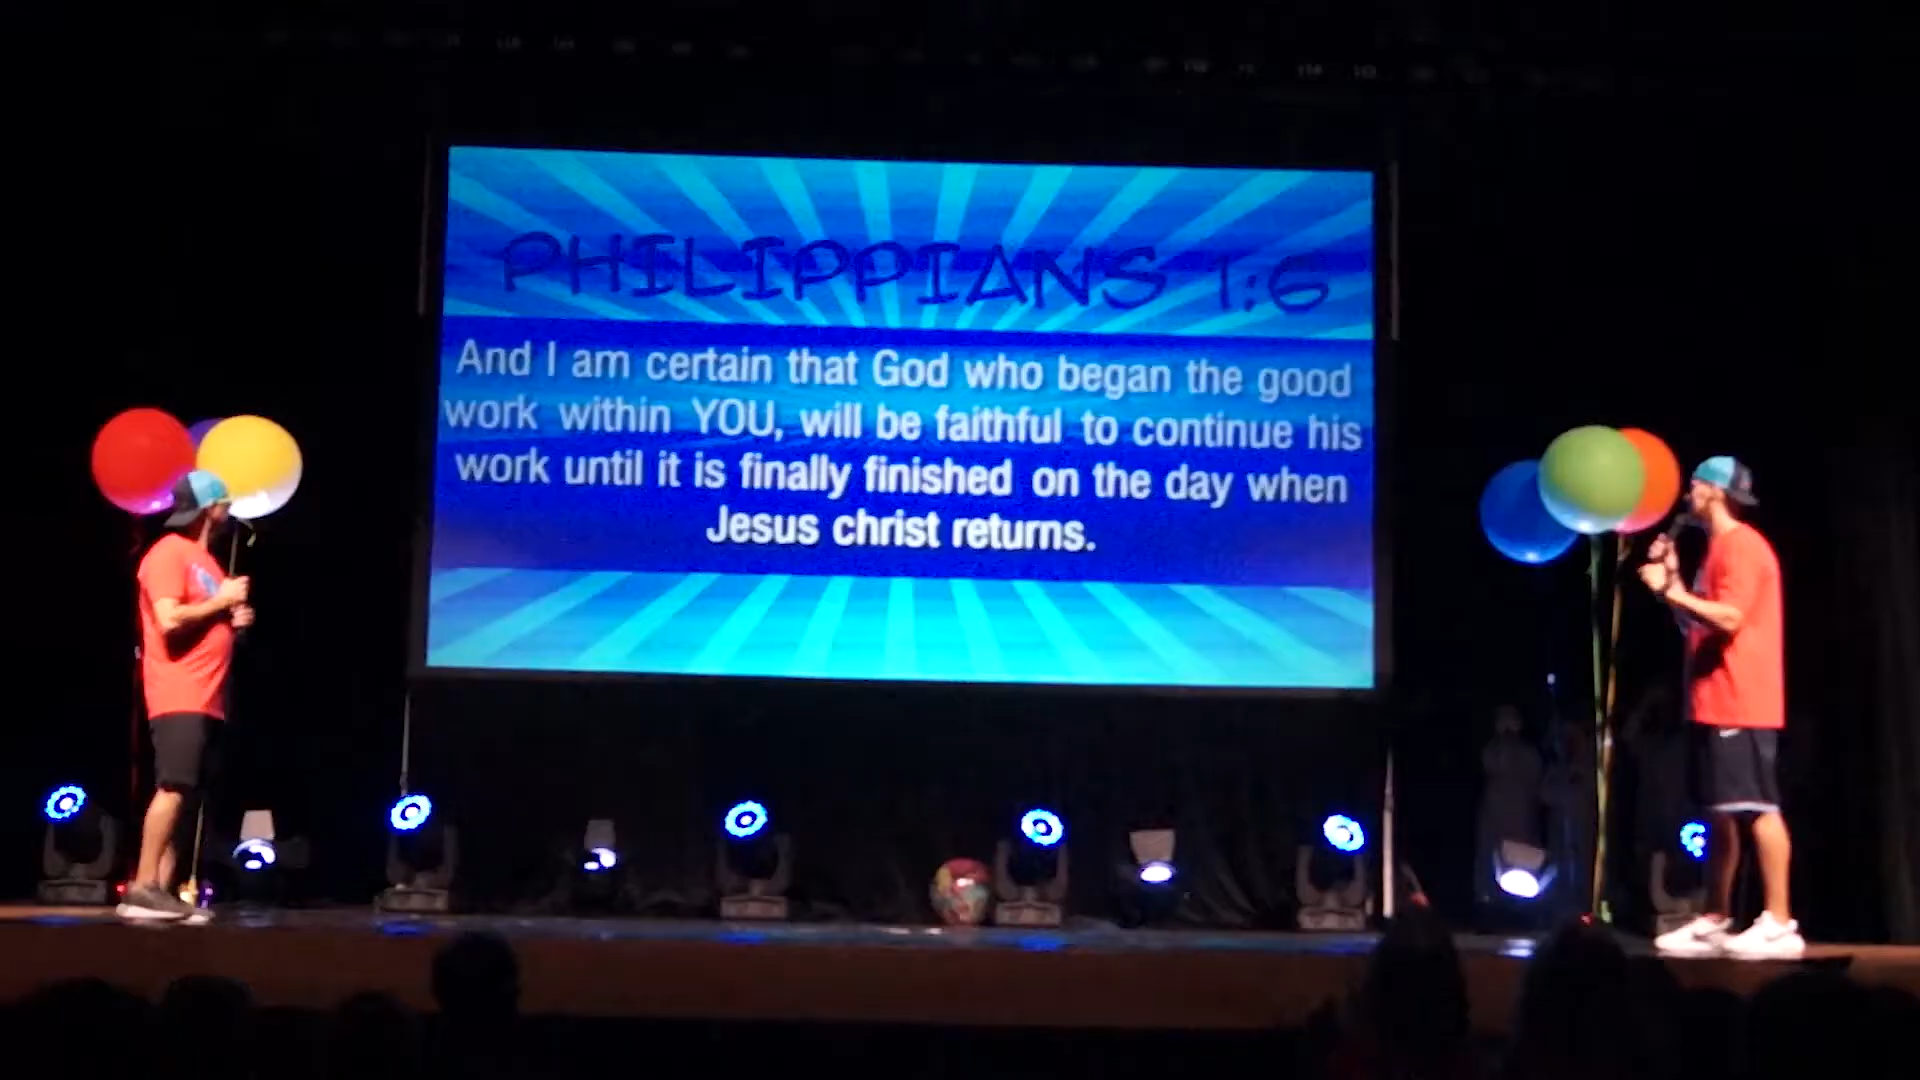 PHILIPPIANS 1:6
And I am certain that God who began the good
work within YOU, will be faithful to continue his
work until it is finally finished on the day when
Jesus christ returns.